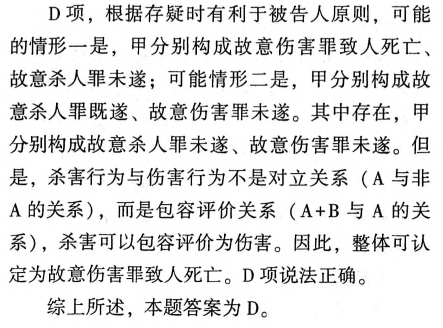 D 项，根据存疑时有利于被告人原则，可能
的情形一是，甲分别构成故意伤害罪致人死亡、
故意杀人罪未遂；可能情形二是，甲分别构成故
意杀人罪既遂、故意伤害罪未遂。其中存在，甲
分别构成故意杀人罪未遂、故意伤害罪未遂。但
是，杀害行为与伤害行为不是对立关系（A 与非
A 的关系），而是包容评价关系（A+B 与 A 的关
系），杀害可以包容评价为伤害。因此，整体可认
定为故意伤害罪致人死亡。D 项说法正确。
综上所述，本题答案为 D。